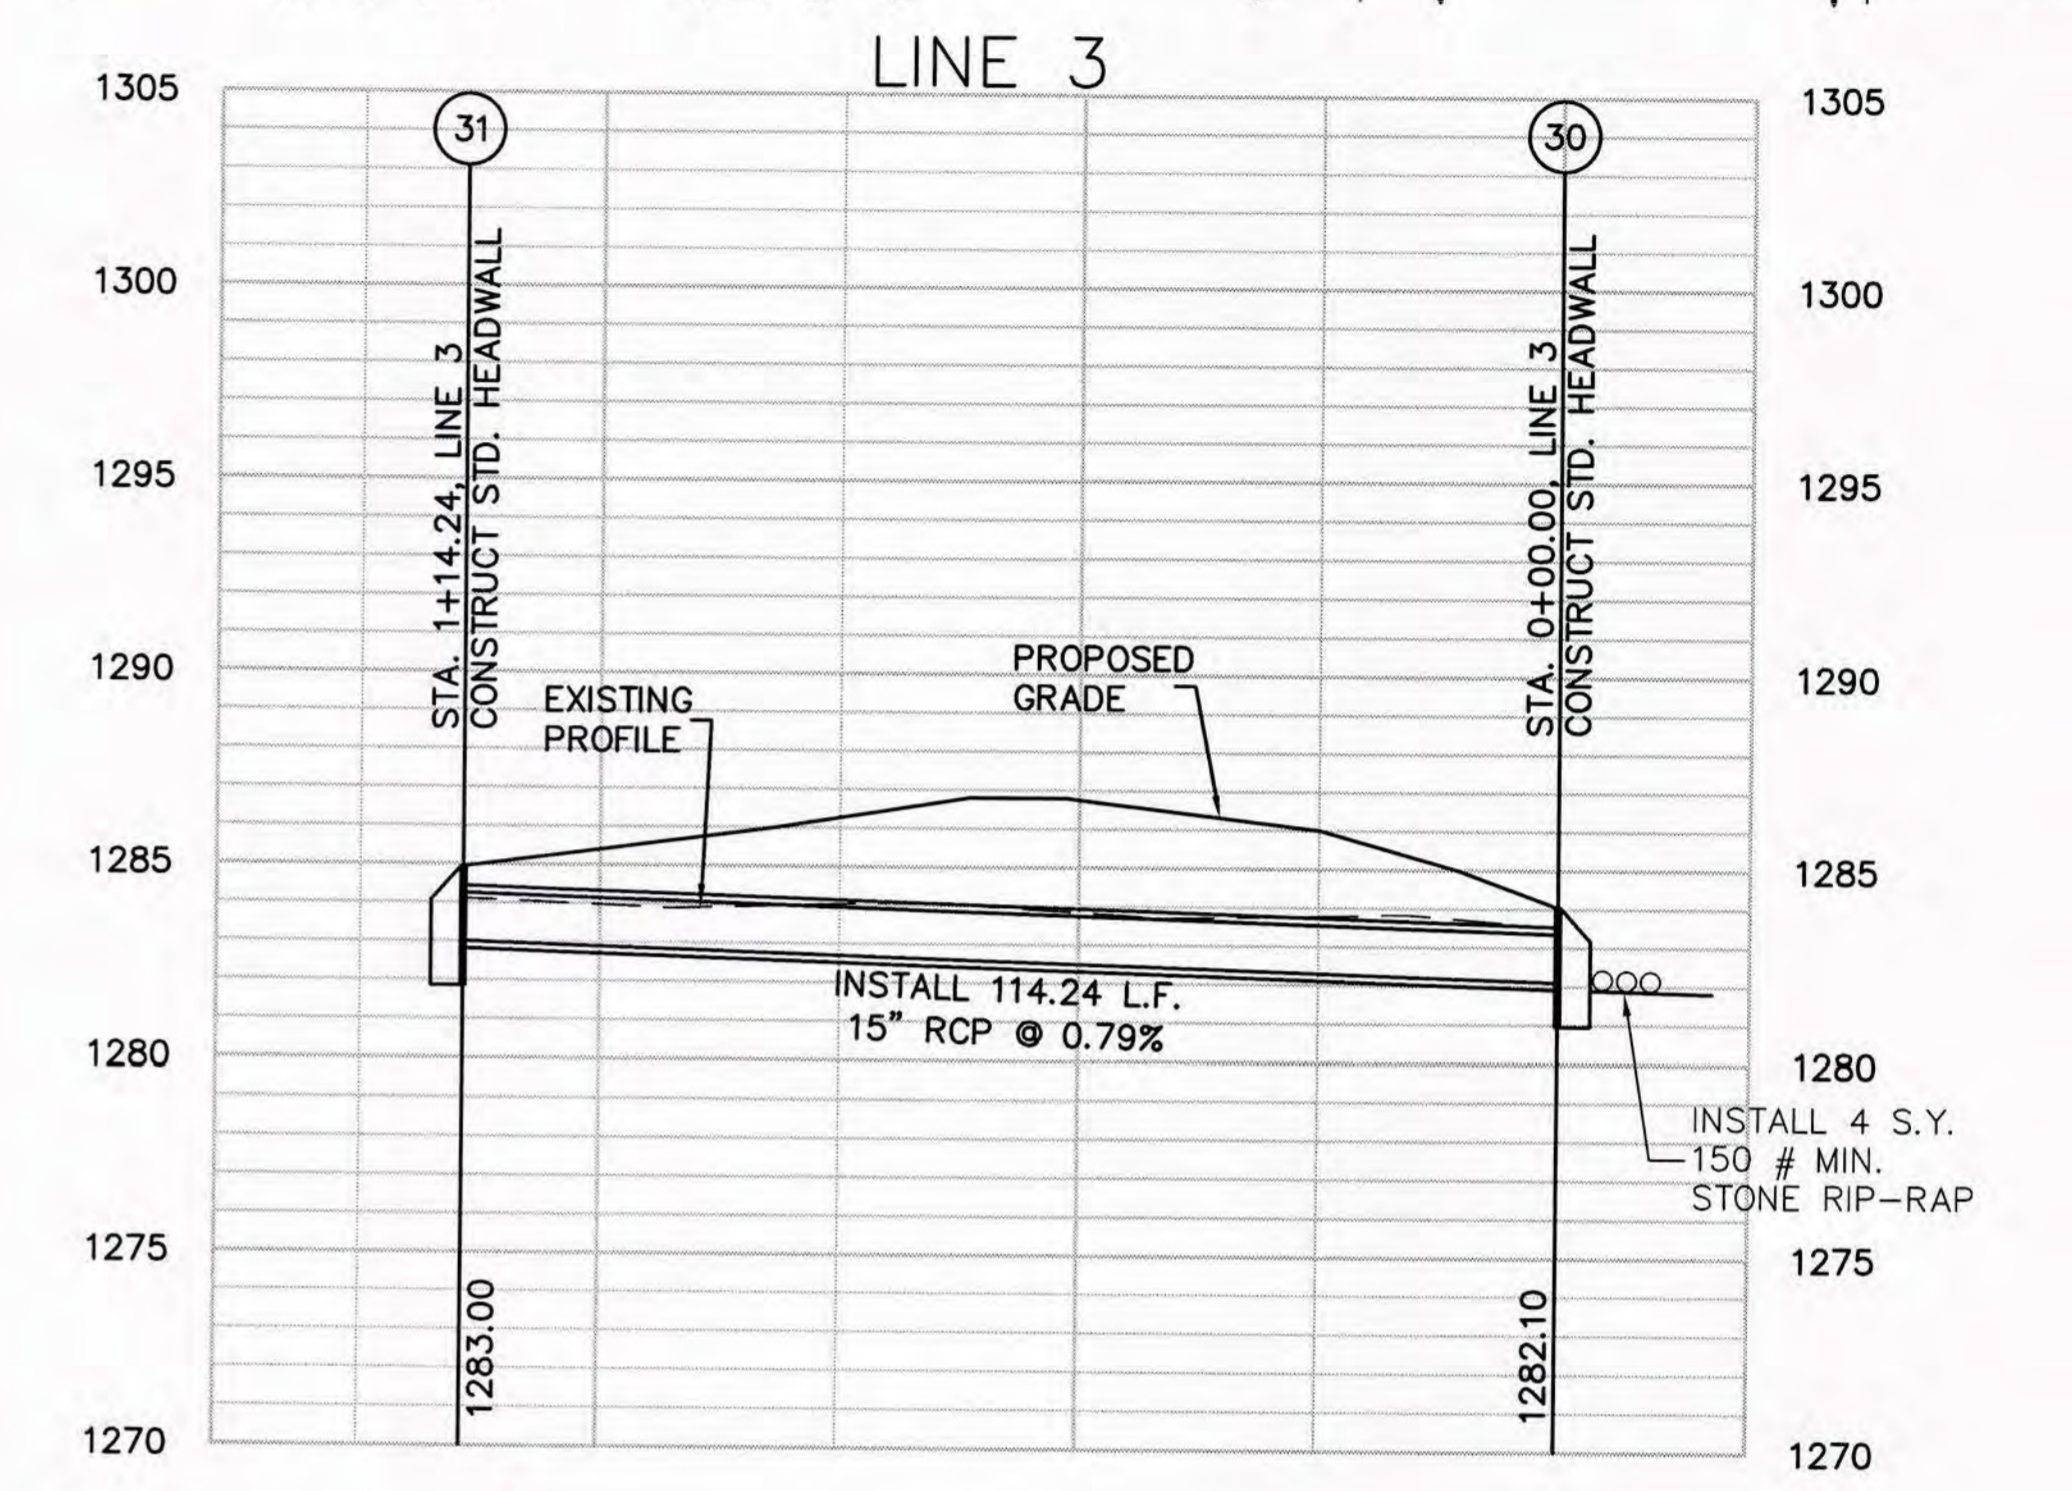 LINE 3
1305
1305
31
30
1300
1300
1295
1295
1290
1290
1285
1285
1280
1280
1275
1275
1270
1270
STA. 1+14.24, LINE 3
CONSTRUCT STD. HEADWALL
STA. 0+00.00, LINE 3
CONSTRUCT STD. HEADWALL
EXISTING
PROFILE
PROPOSED
GRADE
INSTALL 114.24 L.F.
15" RCP @ 0.79%
INSTALL 4 S.Y.
150 # MIN.
STONE RIP-RAP
1283.00
1282.10